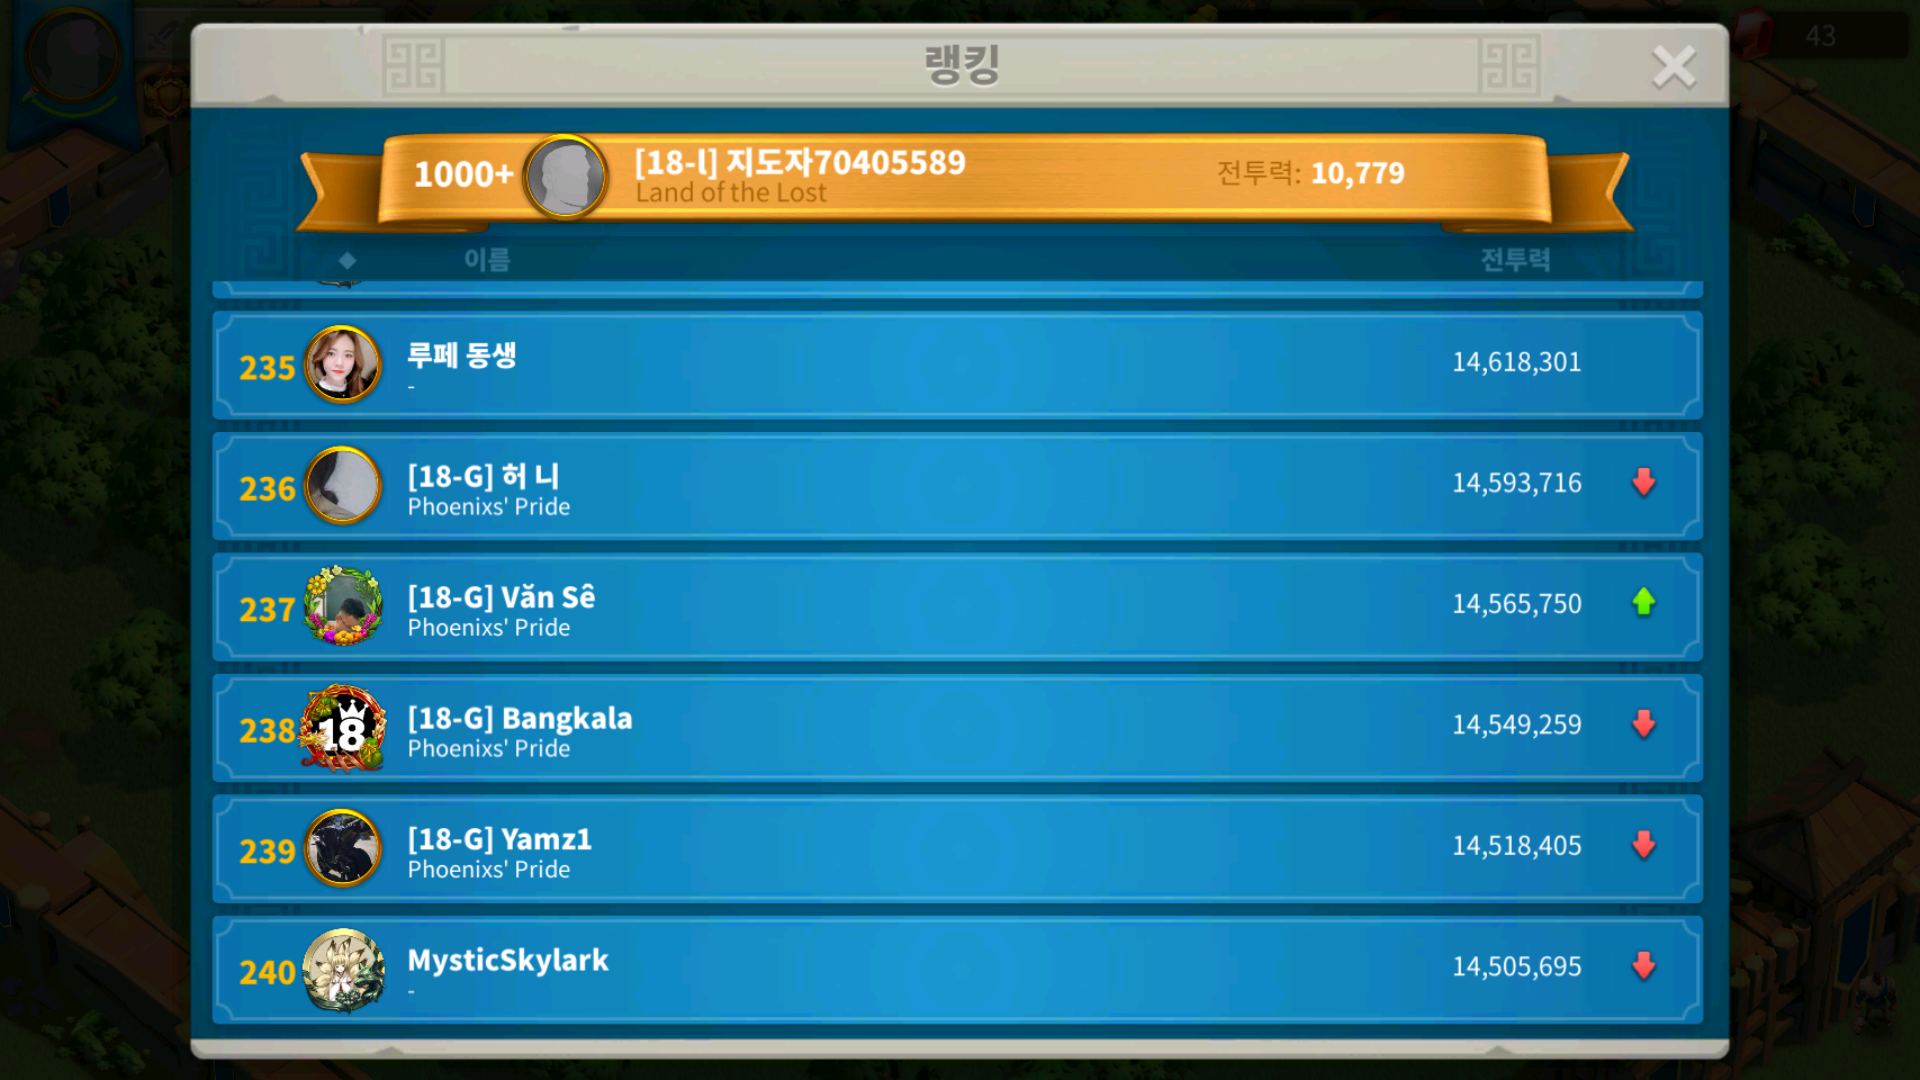 43
랭킹
1000+
[18-l] 지도자70405589
Land of the Lost
전투력: 10,779
이름
전투력
235
루페 동생
-
14,618,301
236
[18-G] 허 니
Phoenixs' Pride
14,593,716
237
[18-G] Văn Sê
Phoenixs' Pride
14,565,750
238
18
[18-G] Bangkala
Phoenixs' Pride
14,549,259
239
[18-G] Yamz1
Phoenixs' Pride
14,518,405
240
MysticSkylark
-
14,505,695